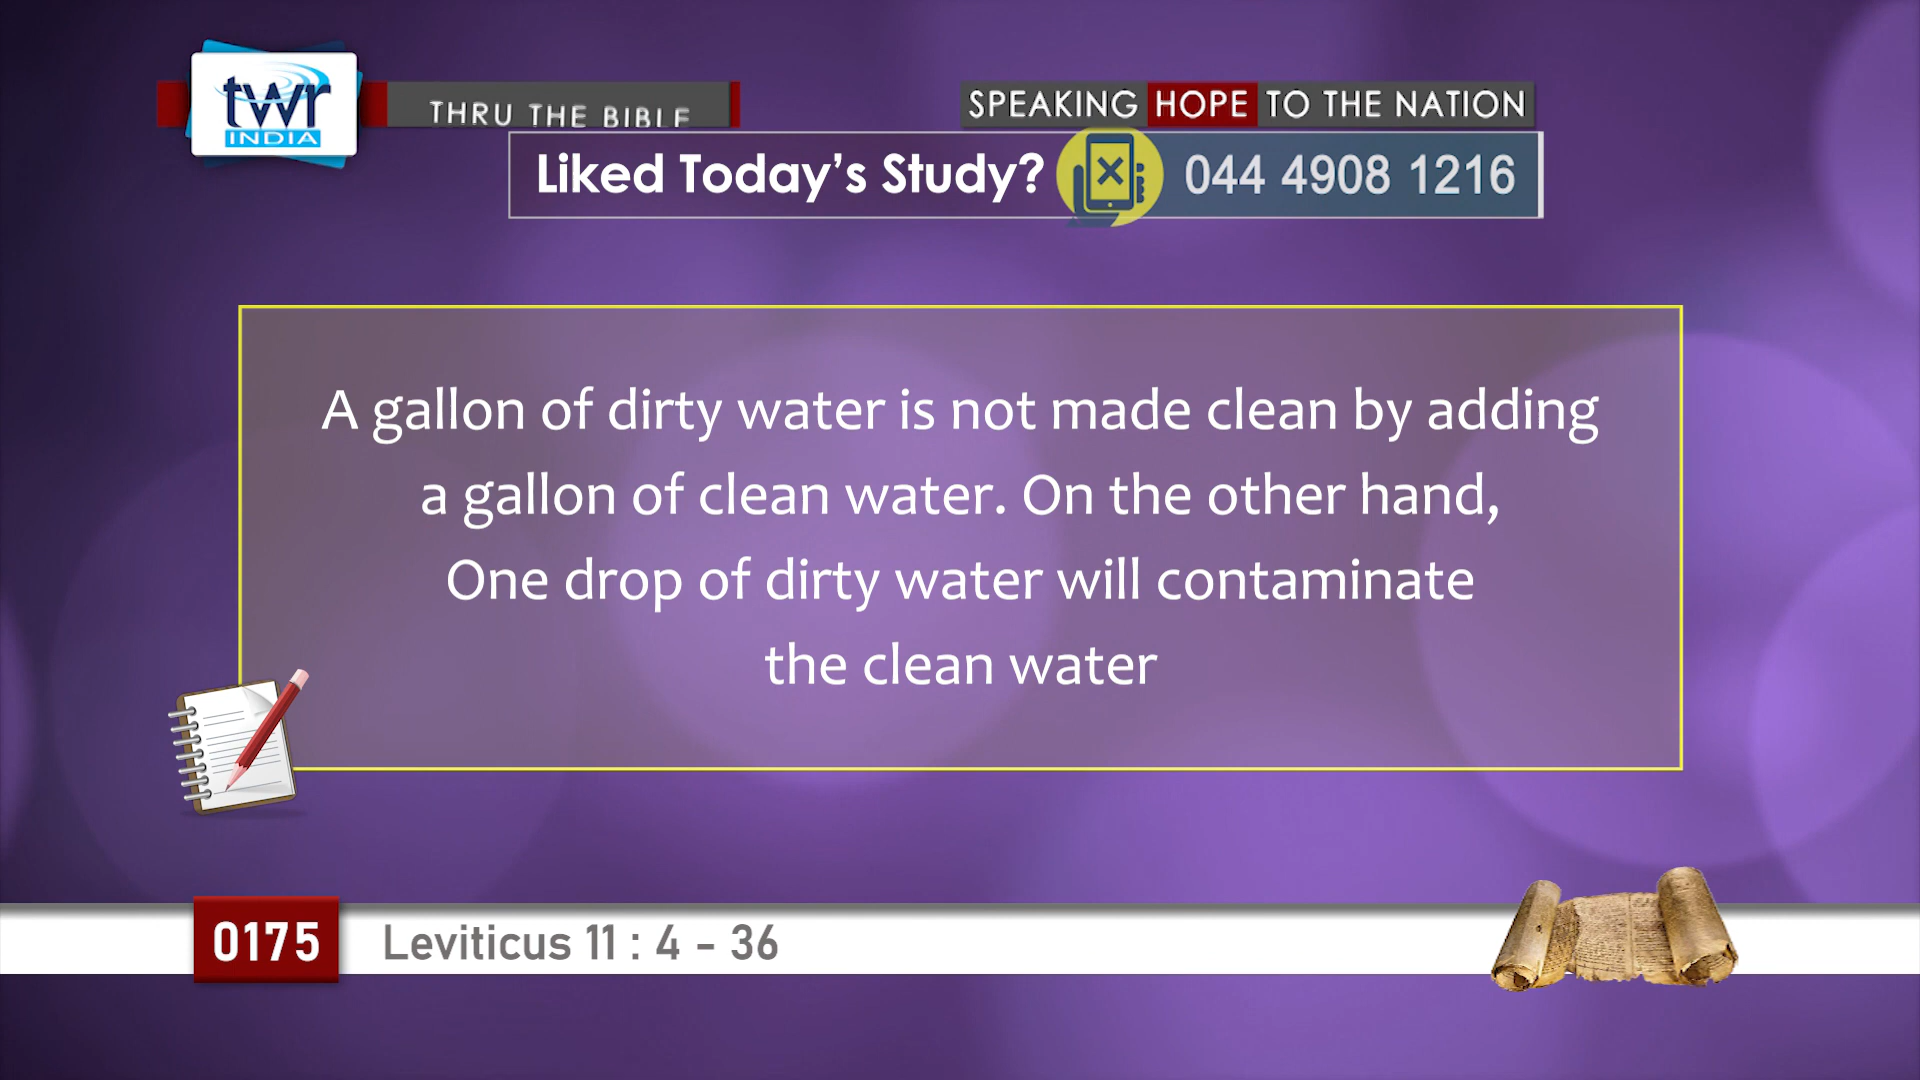 twr
INDIA
THRU THE BIBLE
SPEAKING HOPE TO THE NATION
Liked Today's Study? 044 4908 1216
A gallon of dirty water is not made clean by adding
a gallon of clean water. On the other hand,
One drop of dirty water will contaminate
the clean water
0175 Leviticus 11 : 4 - 36